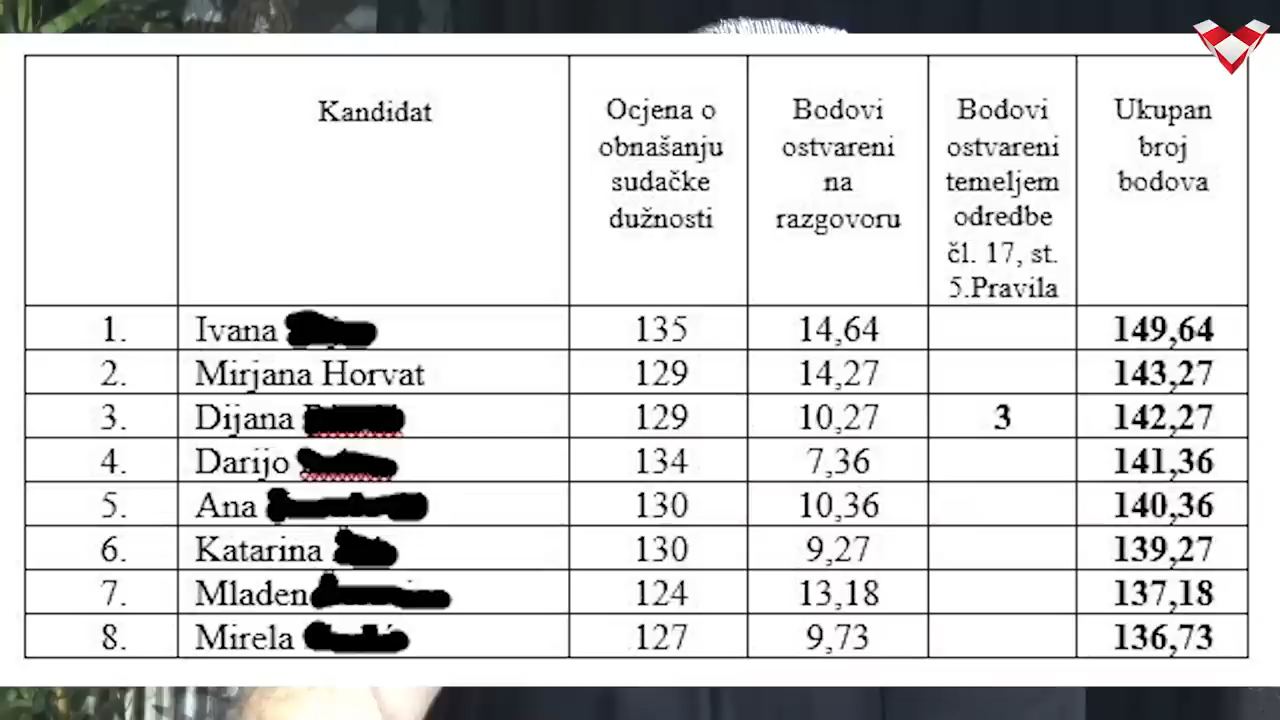 Kandidat
Ocjena o
obnašanju
sudačke
dužnosti
Bodovi
ostvareni
na
razgovoru
Bodovi
ostvareni
temeljem
odredbe
čl. 17, st.
5.Pravila
Ukupan
broj
bodova
1. Ivana 135 14,64 149,64
2. Mirjana Horvat 129 14,27 143,27
3. Dijana 129 10,27 3 142,27
4. Darijo 134 7,36 141,36
5. Ana 130 10,36 140,36
6. Katarina 130 9,27 139,27
7. Mladen 124 13,18 137,18
8. Mirela 127 9,73 136,73